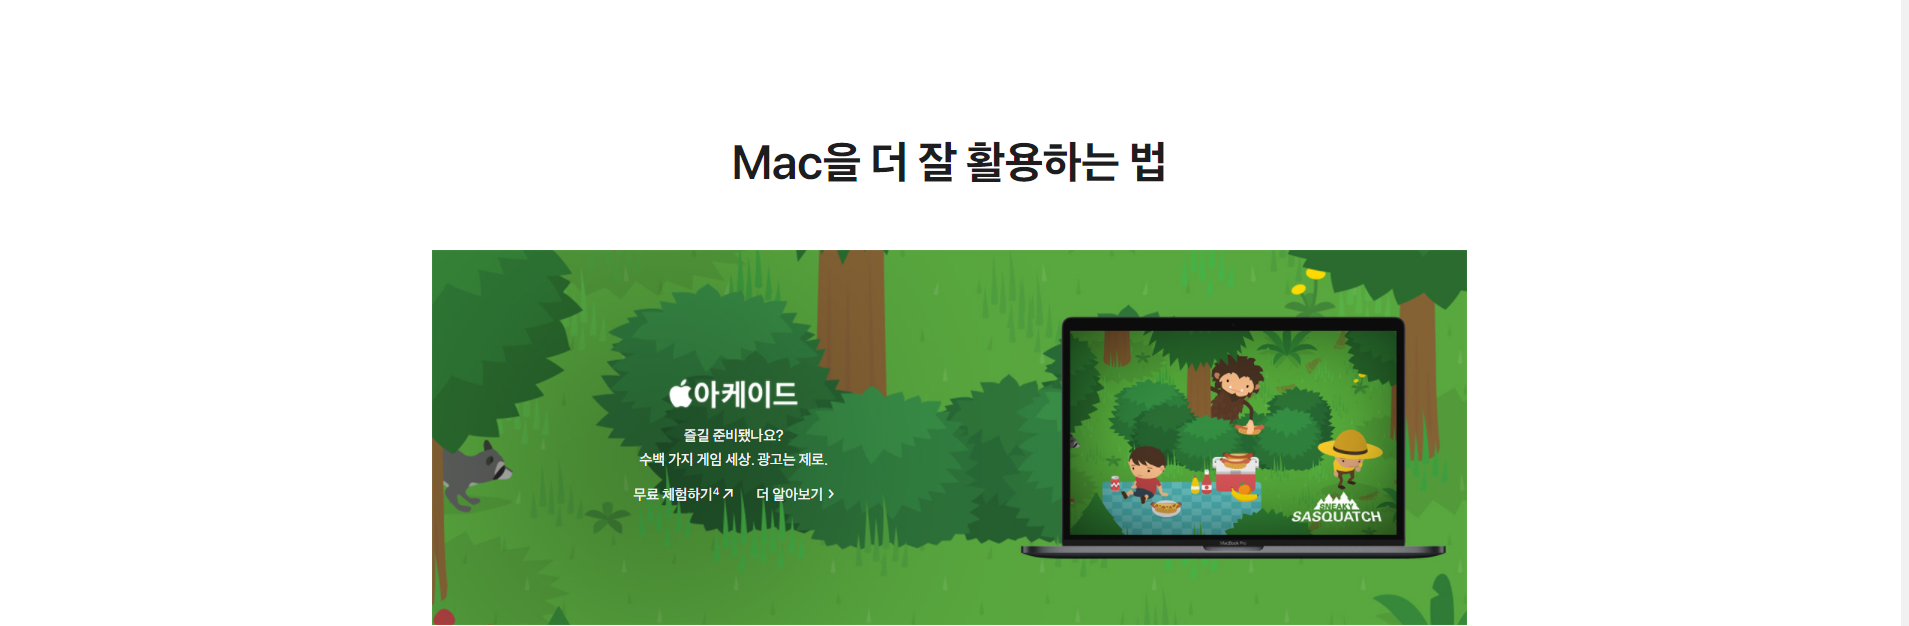 Mac을 더 잘 활용하는 법
아케이드
즐길 준비됐나요?
수백 가지 게임 세상. 광고는 제로.
무료 체험하기4 더 알아보기
SNEAKY
SASQUATCH
MacBook Pro